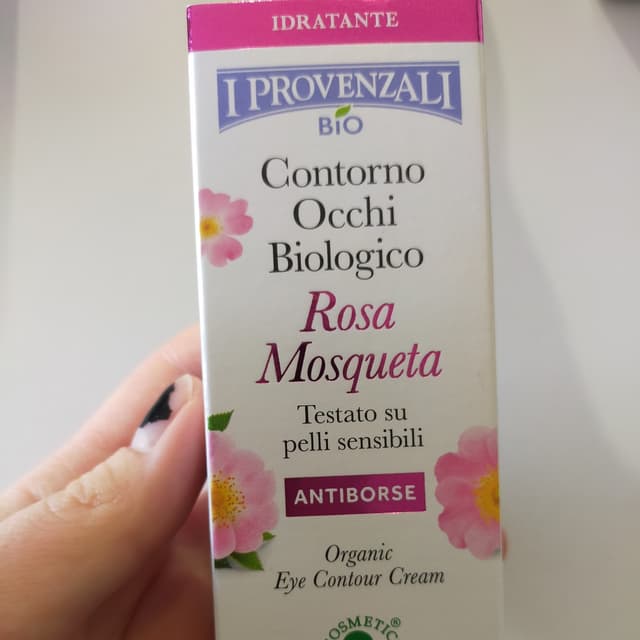 IDRATANTE
I PROVENZALI
BIO
Contorno
Occhi
Biologico
Rosa
Mosqueta
Testato su
pelli sensibili
ANTIBORSE
Organic
Eye Contour Cream